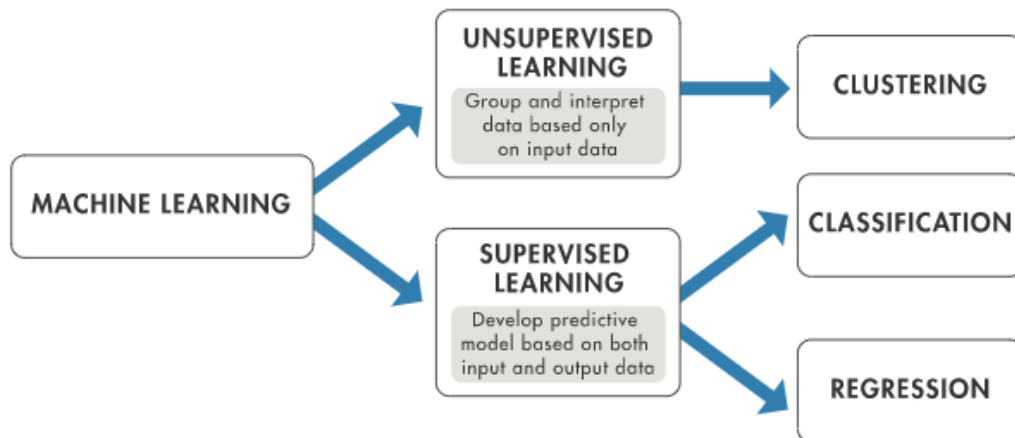 MACHINE LEARNING
UNSUPERVISED
LEARNING
Group and interpret
data based only
on input data
SUPERVISED
LEARNING
Develop predictive
model based on both
input and output data
CLUSTERING
CLASSIFICATION
REGRESSION